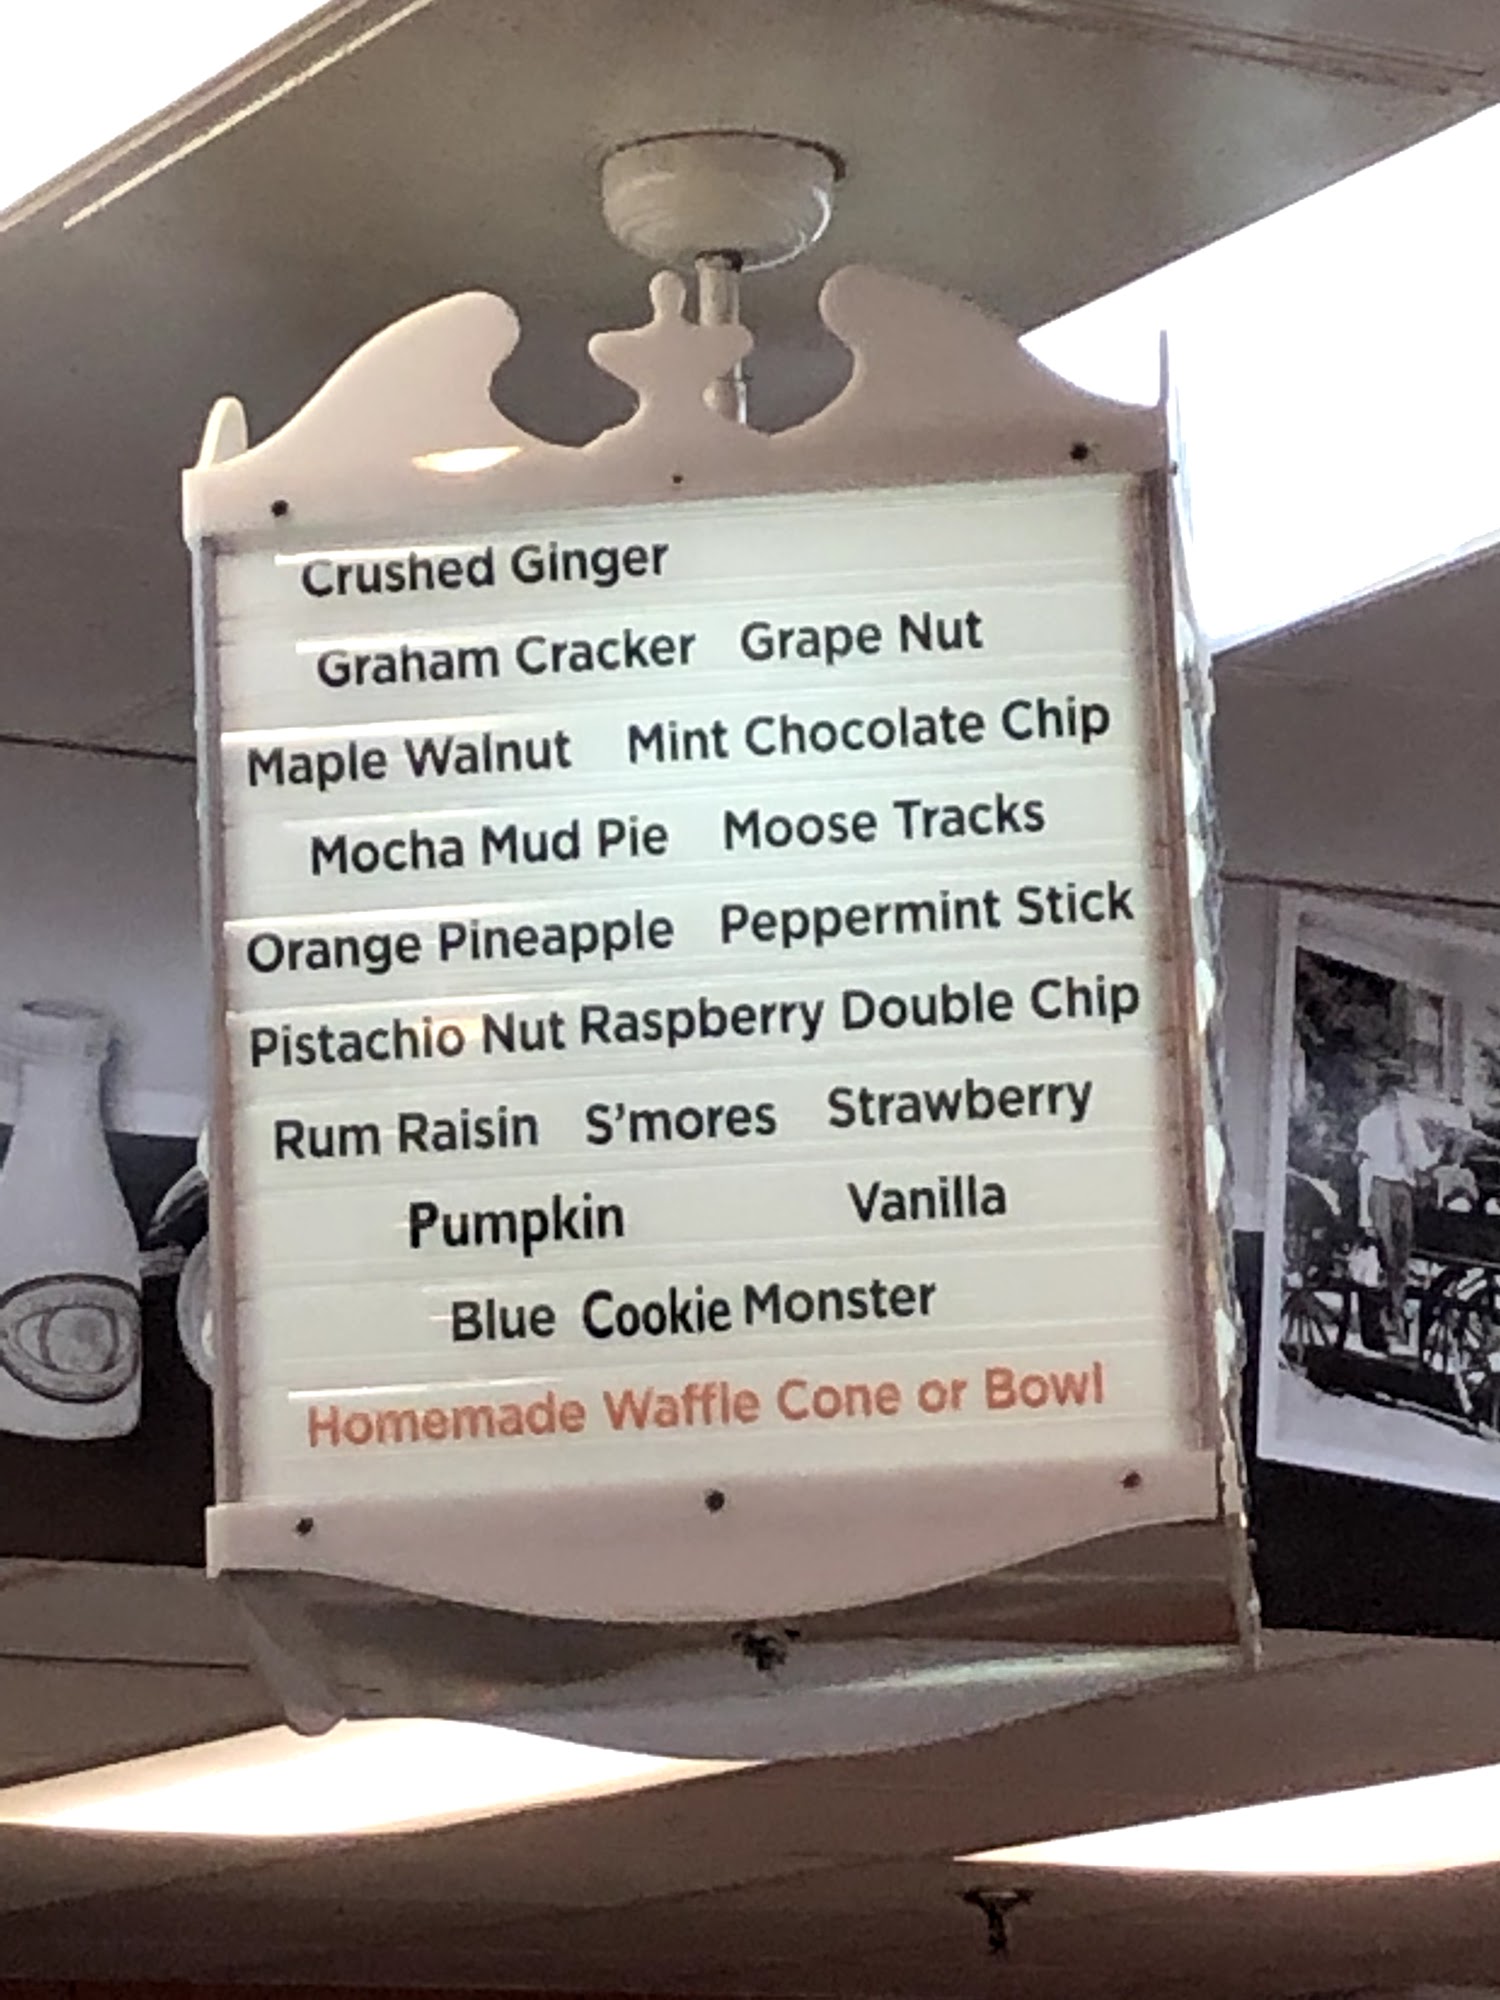 Crushed Ginger
Graham Cracker Grape Nut
Maple Walnut Mint Chocolate Chip
Mocha Mud Pie Moose Tracks
Orange Pineapple Peppermint Stick
Pistachio Nut Raspberry Double Chip
Rum Raisin S'mores Strawberry
Pumpkin Vanilla
Blue Cookie Monster
Homemade Waffle Cone or Bowl